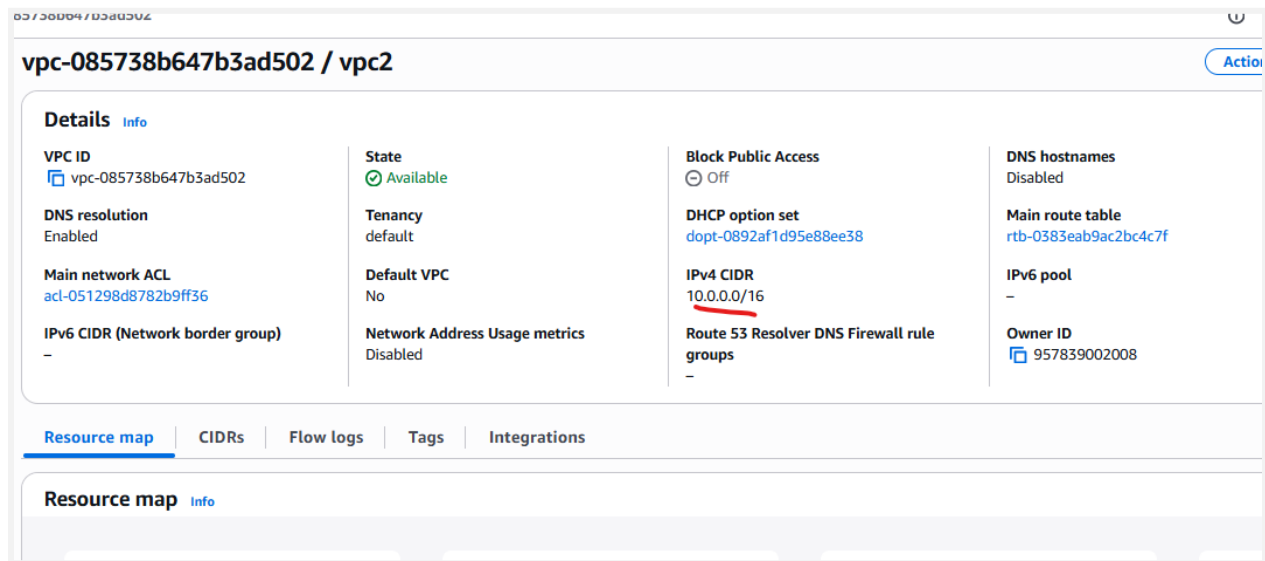 85738b647b3ad502
vpc-085738b647b3ad502 / vpc2
Details Info
VPC ID
vpc-085738b647b3ad502
State
Available
Block Public Access
Off
DNS hostnames
Disabled
DNS resolution
Enabled
Tenancy
default
DHCP option set
dopt-0892af1d95e88ee38
Main route table
rtb-0383eab9ac2bc4c7f
Main network ACL
acl-051298d8782b9ff36
Default VPC
No
IPv4 CIDR
10.0.0.0/16
IPv6 pool
–
IPv6 CIDR (Network border group)
–
Network Address Usage metrics
Disabled
Route 53 Resolver DNS Firewall rule
groups
–
Owner ID
957839002008
Resource map CIDRs Flow logs Tags Integrations
Resource map Info